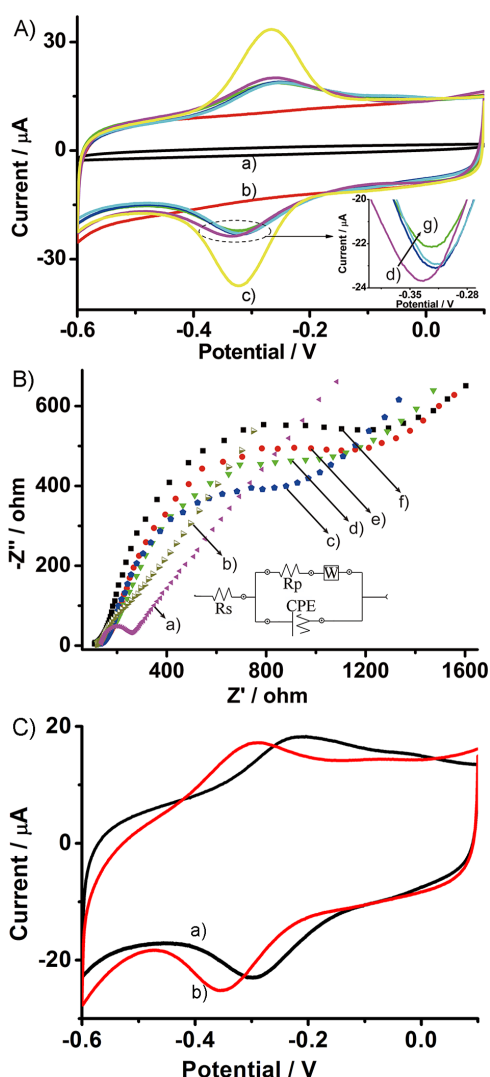 A)
30
0
-30
Current / μA
a)
b)
c)
-20
-22
-24
Current / μA
g)
d)
-0.35
-0.28
Potential / V
-0.6
-0.4
-0.2
0.0
Potential / V
B)
600
400
200
0
-Z'' / ohm
f)
e)
d)
c)
b)
a)
Rs
Rp
W
CPE
400
800
1200
1600
Z' / ohm
C)
20
0
-20
Current / μA
a)
b)
-0.6
-0.4
-0.2
0.0
Potential / V